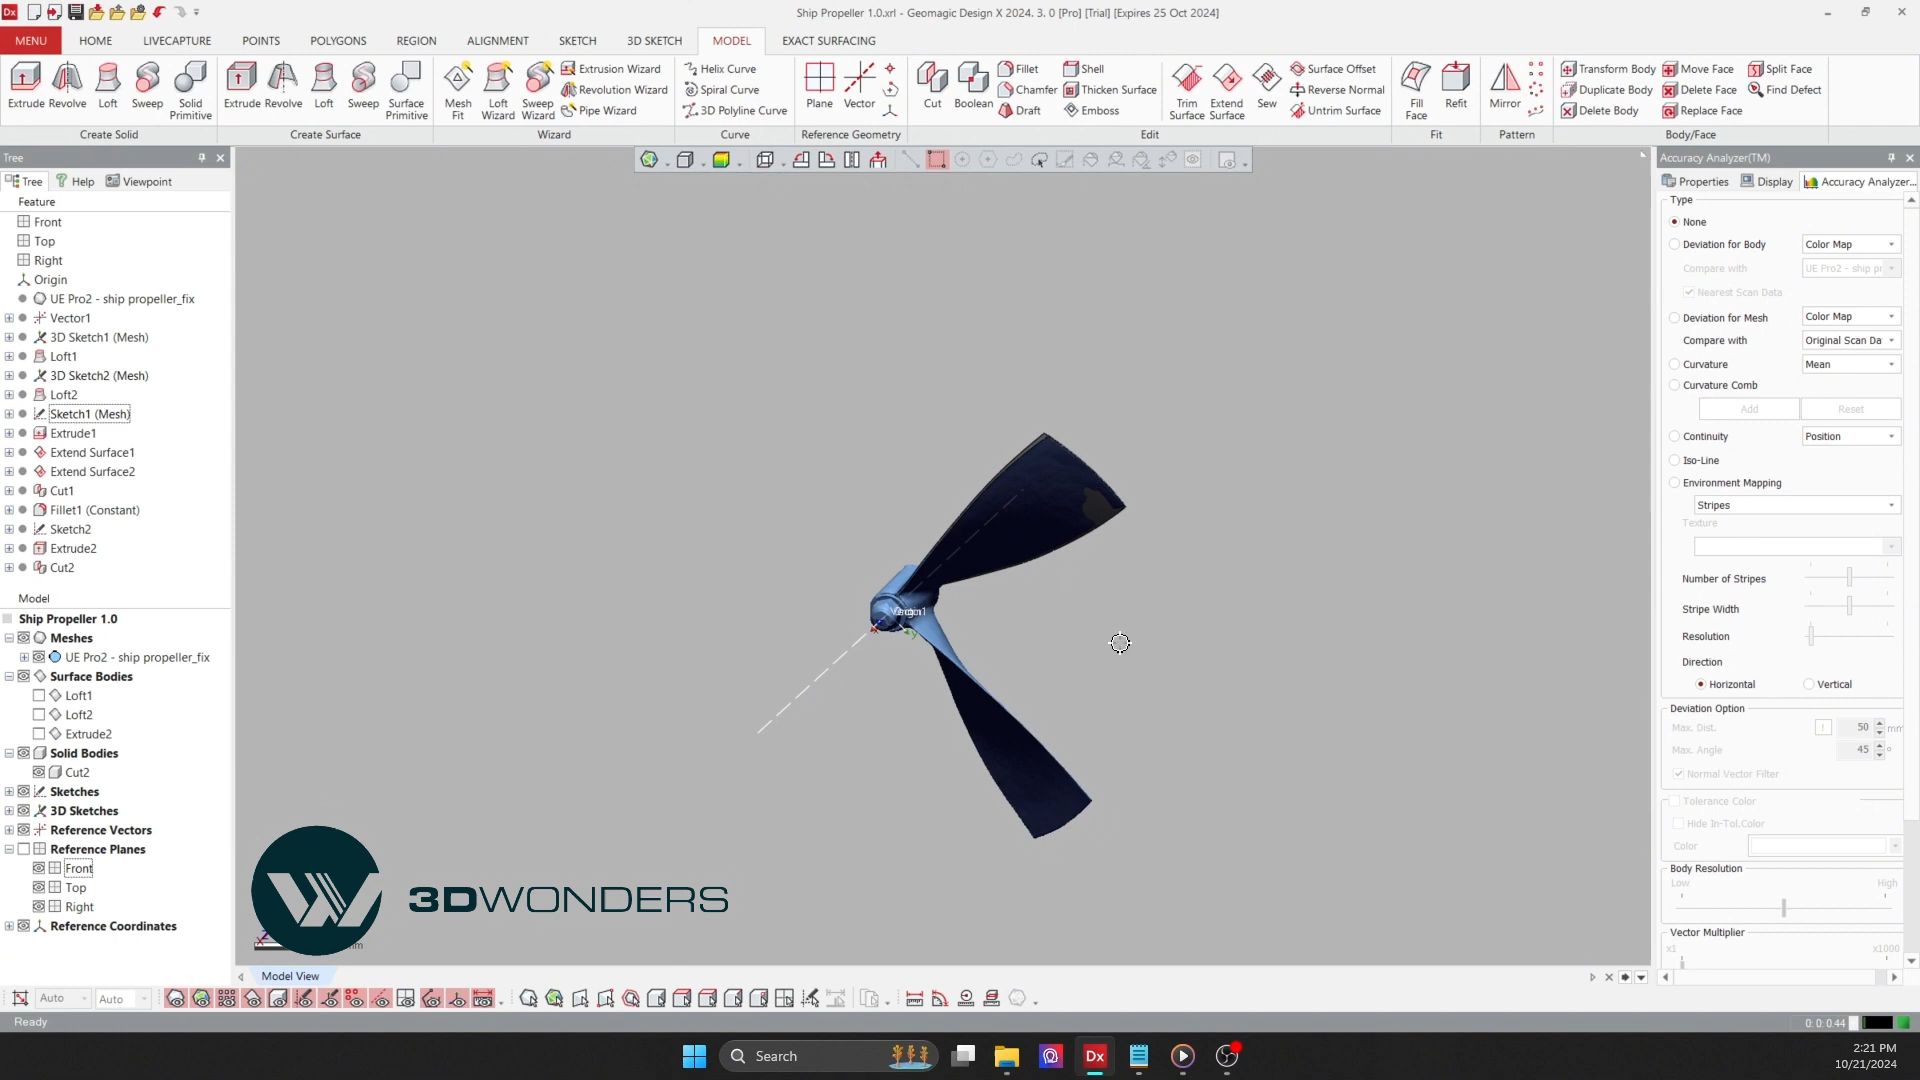 Ship Propeller 1.0.xrl - Geomagic Design X 2024. 3. 0 [Pro] [Trial] [Expires 25 Oct 2024]
MENU HOME LIVECAPTURE POINTS POLYGONS REGION ALIGNMENT SKETCH 3D SKETCH MODEL EXACT SURFACING
Extrude Revolve Loft Sweep Solid Primitive
Create Solid
Extrude Revolve Loft Sweep Surface Primitive
Create Surface
Mesh Fit Loft Wizard Sweep Wizard
Extrusion Wizard
Revolution Wizard
Pipe Wizard
Wizard
Helix Curve
Spiral Curve
3D Polyline Curve
Curve
Plane Vector
Reference Geometry
Cut Boolean
Fillet
Chamfer
Draft
Shell
Thicken Surface
Emboss
Trim Surface Extend Surface Sew
Surface Offset
Reverse Normal
Untrim Surface
Edit
Fill Face Refit
Fit
Mirror
Pattern
Transform Body
Duplicate Body
Delete Body
Move Face
Delete Face
Replace Face
Split Face
Find Defect
Body/Face
Tree
Tree Help Viewpoint
Feature
Front
Top
Right
Origin
UE Pro2 - ship propeller_fix
Vector1
3D Sketch1 (Mesh)
Loft1
3D Sketch2 (Mesh)
Loft2
Sketch1 (Mesh)
Extrude1
Extend Surface1
Extend Surface2
Cut1
Fillet1 (Constant)
Sketch2
Extrude2
Cut2
Model
Ship Propeller 1.0
Meshes
UE Pro2 - ship propeller_fix
Surface Bodies
Loft1
Loft2
Extrude2
Solid Bodies
Cut2
Sketches
3D Sketches
Reference Vectors
Reference Planes
Front
Top
Right
Reference Coordinates
3DWONDERS
Model View
Accuracy Analyzer(TM)
Properties Display Accuracy Analyzer...
Type
None
Deviation for Body Color Map
Compare with UE Pro2 - ship pr
Nearest Scan Data
Deviation for Mesh Color Map
Compare with Original Scan Da
Curvature Mean
Curvature Comb
Add Reset
Continuity Position
Iso-Line
Environment Mapping
Stripes
Texture
Number of Stripes
Stripe Width
Resolution
Direction
Horizontal Vertical
Deviation Option
Max. Dist. 50 mm
Max. Angle 45 °
Normal Vector Filter
Tolerance Color
Hide In-Tol.Color
Color
Body Resolution
Low High
Vector Multiplier
x1 x1000
Auto Auto
Ready
0: 0: 0.44
Search
2:21 PM
10/21/2024